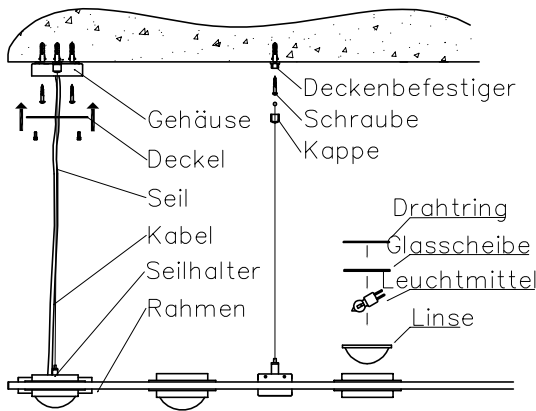 Deckenbefestiger
Gehäuse
Schraube
Kappe
Deckel
Seil
Drahtring
Kabel
Glasscheibe
Seilhalter
Leuchtmittel
Rahmen
Linse